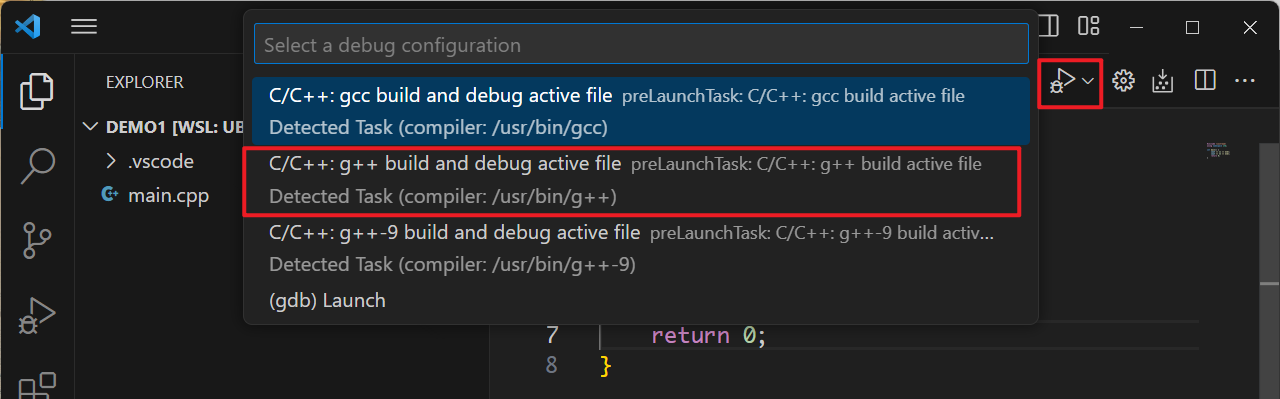 Select a debug configuration
EXPLORER
DEMO1 [WSL: UB
.vscode
main.cpp
C/C++: gcc build and debug active file preLaunchTask: C/C++: gcc build active file
Detected Task (compiler: /usr/bin/gcc)
C/C++: g++ build and debug active file preLaunchTask: C/C++: g++ build active file
Detected Task (compiler: /usr/bin/g++)
C/C++: g++-9 build and debug active file preLaunchTask: C/C++: g++-9 build activ...
Detected Task (compiler: /usr/bin/g++-9)
(gdb) Launch
7 return 0;
8 }